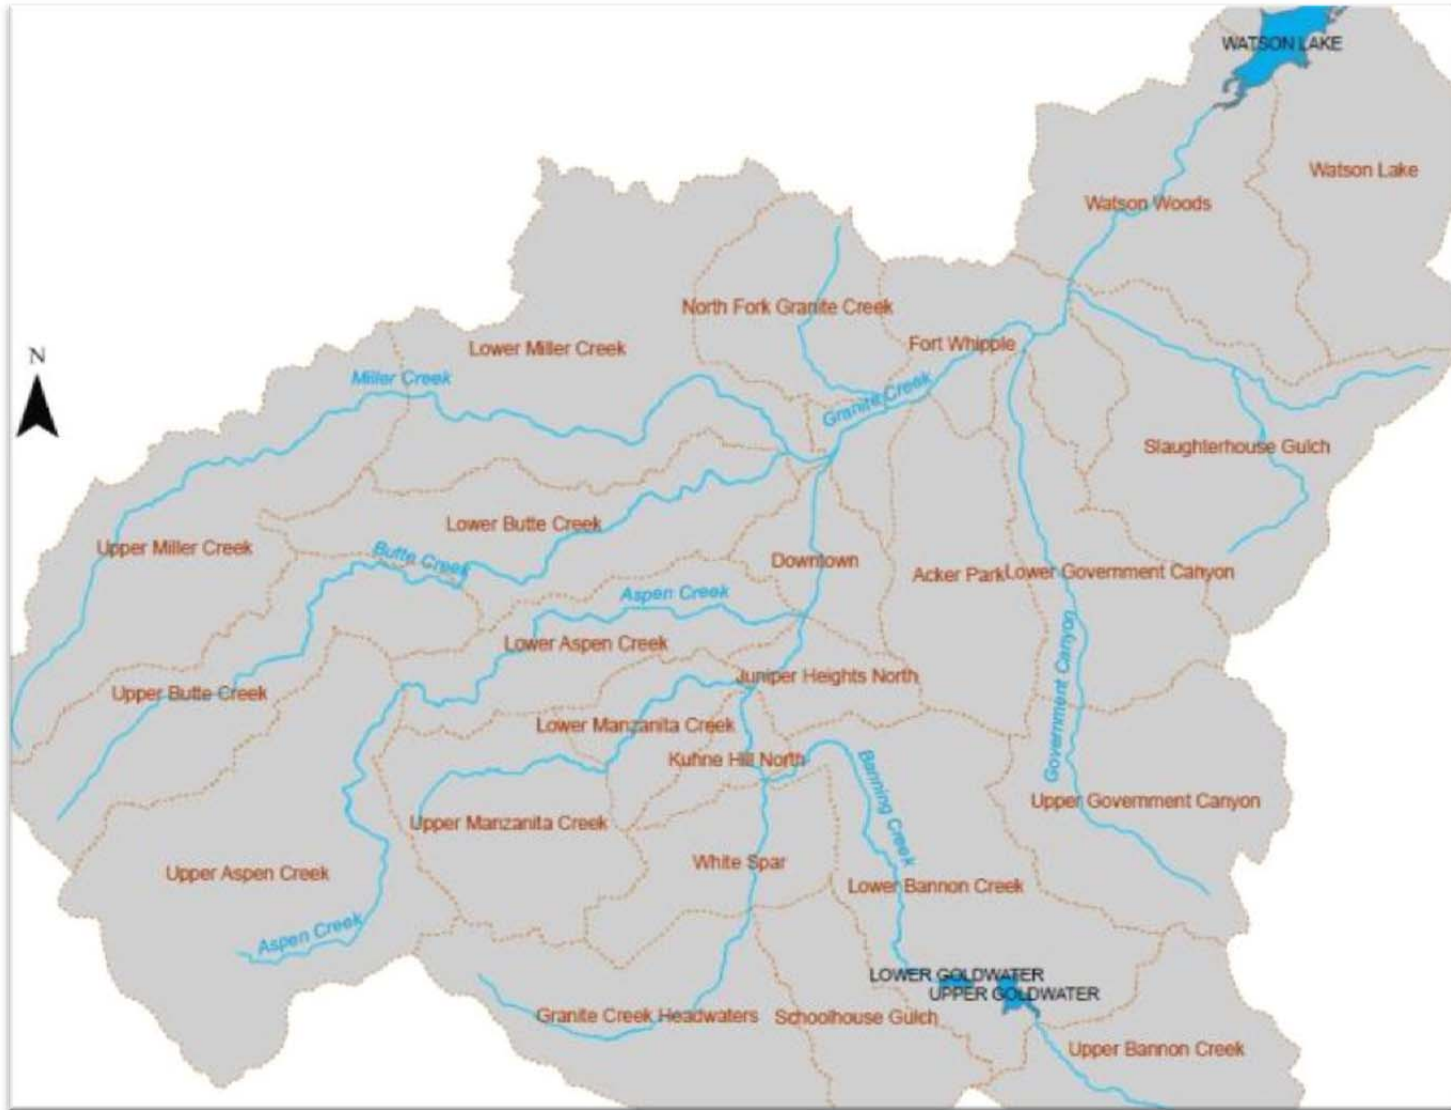 WATSON LAKE
Watson Lake
Watson Woods
North Fork Granite Creek
Fort Whipple
Lower Miller Creek
N
Miller Creek
Granite Creek
Slaughterhouse Gulch
Lower Butte Creek
Upper Miller Creek
Butte Creek
Downtown
Acker Park
Lower Government Canyon
Aspen Creek
Lower Aspen Creek
Juniper Heights North
Government Canyon
Upper Butte Creek
Lower Manzanita Creek
Kuhne Hill North
Banning Creek
Upper Government Canyon
Upper Manzanita Creek
White Spar
Upper Aspen Creek
Lower Bannon Creek
Aspen Creek
LOWER GOLDWATER
UPPER GOLDWATER
Granite Creek Headwaters
Schoolhouse Gulch
Upper Bannon Creek